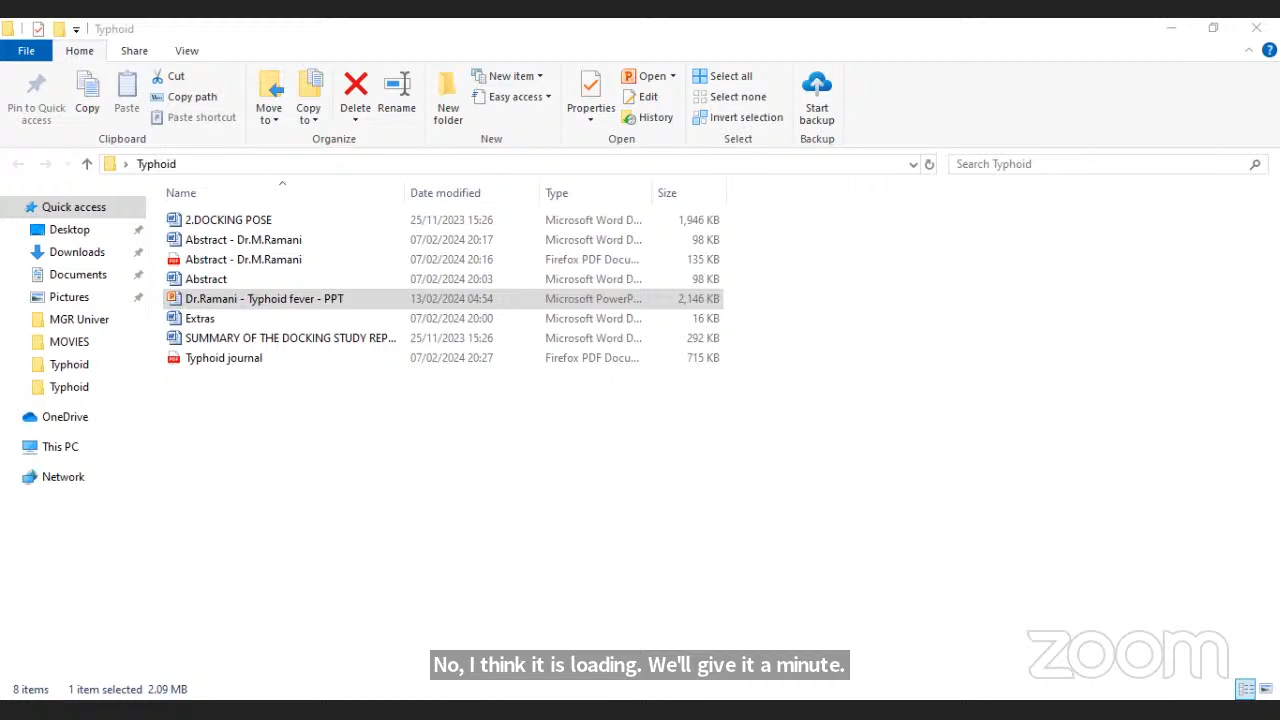 Typhoid
File Home Share View
Pin to Quick access
Copy
Paste
Cut
Copy path
Paste shortcut
Clipboard
Move to
Copy to
Delete
Rename
Organize
New folder
New item
Easy access
New
Properties
Open
Edit
History
Open
Select all
Select none
Invert selection
Select
Start backup
Backup
Typhoid
Search Typhoid
Name Date modified Type Size
2.DOCKING POSE 25/11/2023 15:26 Microsoft Word D... 1,946 KB
Abstract - Dr.M.Ramani 07/02/2024 20:17 Microsoft Word D... 98 KB
Abstract - Dr.M.Ramani 07/02/2024 20:16 Firefox PDF Docu... 135 KB
Abstract 07/02/2024 20:03 Microsoft Word D... 98 KB
Dr.Ramani - Typhoid fever - PPT 13/02/2024 04:54 Microsoft PowerP... 2,146 KB
Extras 07/02/2024 20:00 Microsoft Word D... 16 KB
SUMMARY OF THE DOCKING STUDY REP... 25/11/2023 15:26 Microsoft Word D... 292 KB
Typhoid journal 07/02/2024 20:27 Firefox PDF Docu... 715 KB
Quick access
Desktop
Downloads
Documents
Pictures
MGR Univer
MOVIES
Typhoid
Typhoid
OneDrive
This PC
Network
zoom
No, I think it is loading. We'll give it a minute.
8 items 1 item selected 2.09 MB